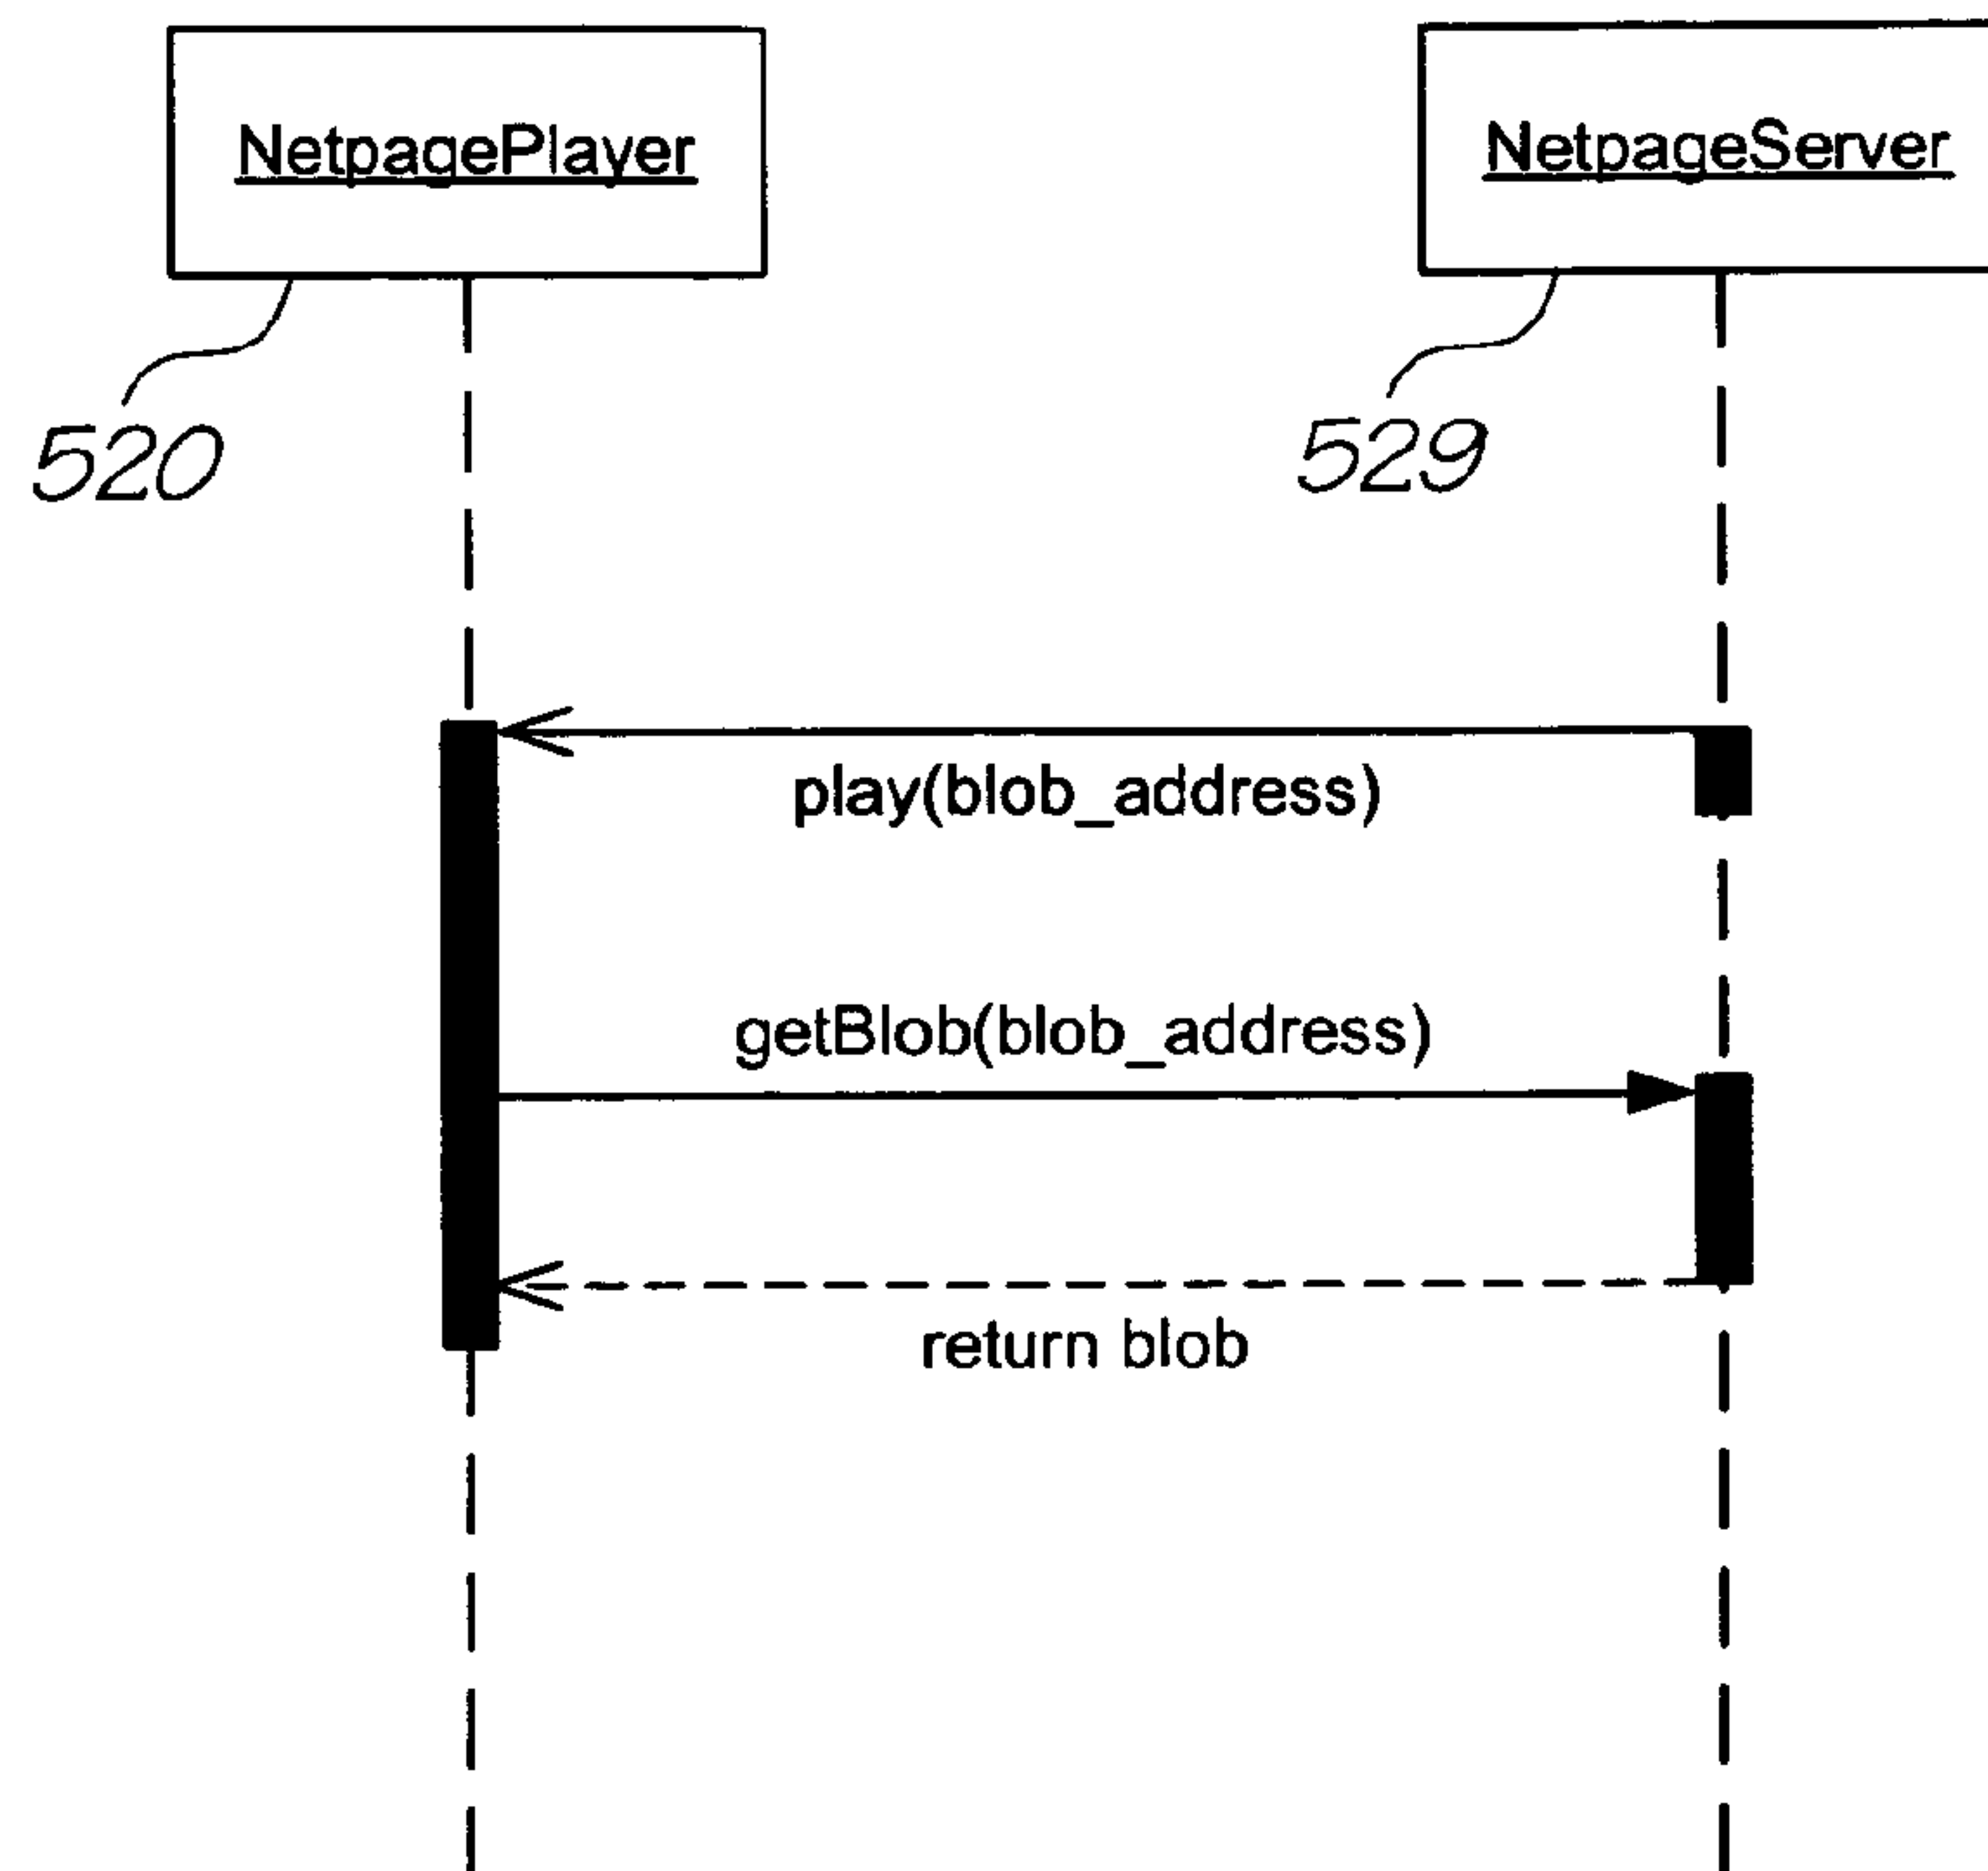 NetpagePlayer
NetpageServer
520
529
play(blob_address)
getBlob(blob_address)
return blob